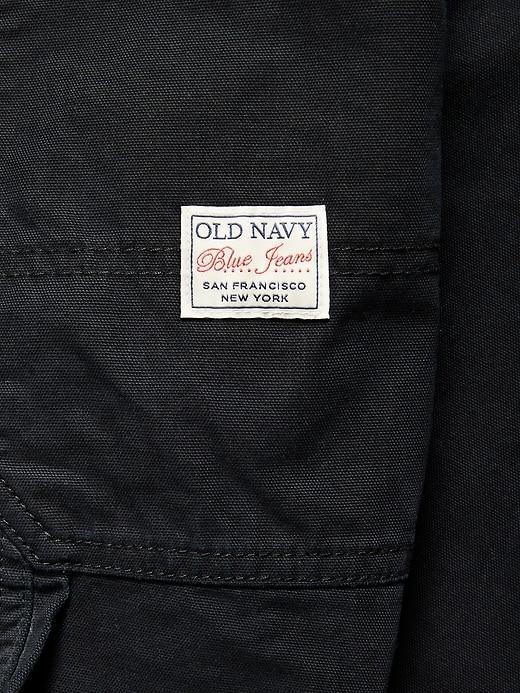 OLD NAVY
Blue Jeans
SAN FRANCISCO
NEW YORK